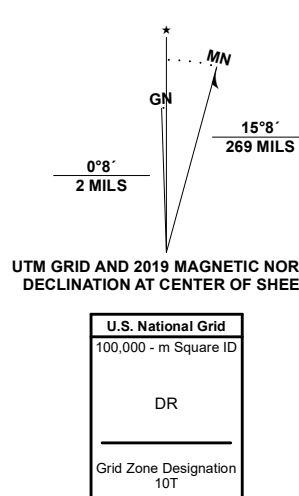 ★
MN
GN
15°8´
269 MILS
0°8´
2 MILS
UTM GRID AND 2019 MAGNETIC NOR
DECLINATION AT CENTER OF SHEE
U.S. National Grid
100,000 - m Square ID
DR
Grid Zone Designation
10T